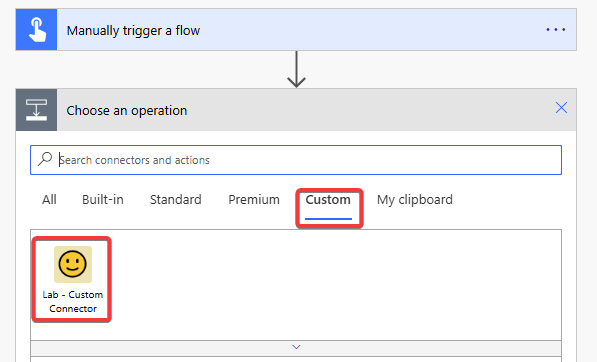 Manually trigger a flow
Choose an operation
Search connectors and actions
All Built-in Standard Premium Custom My clipboard
Lab - Custom
Connector